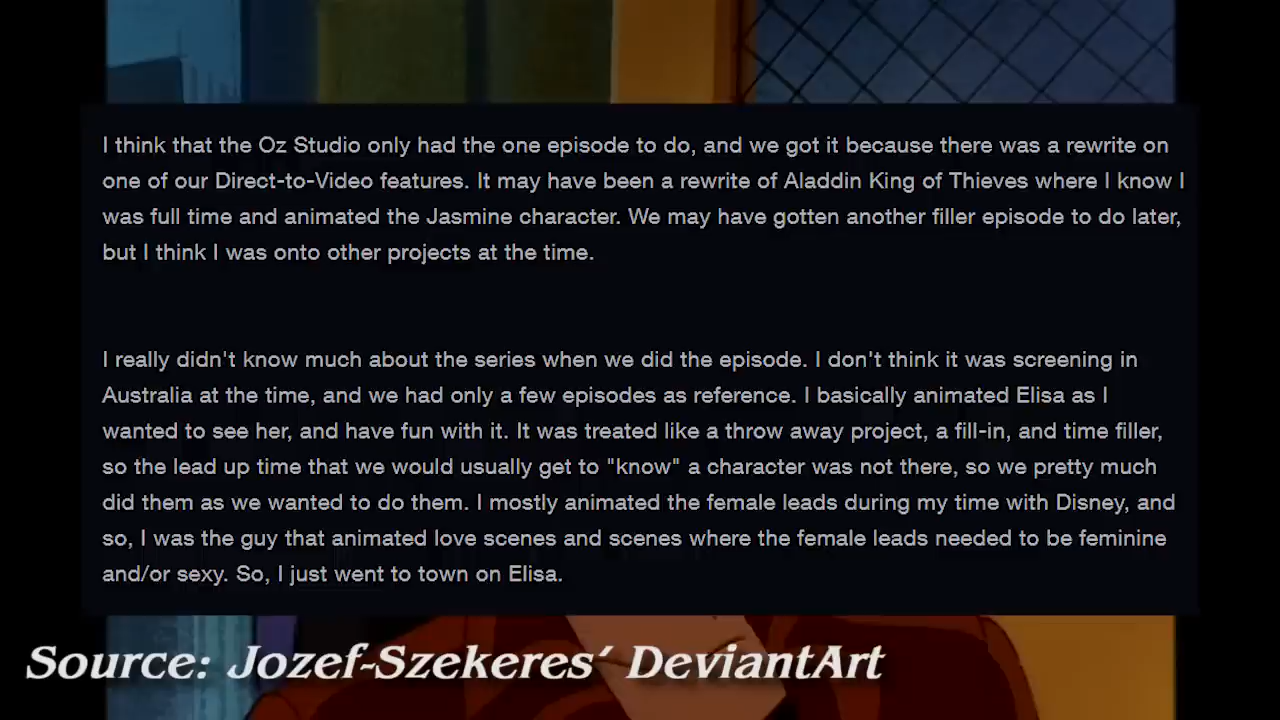 I think that the Oz Studio only had the one episode to do, and we got it because there was a rewrite on
one of our Direct-to-Video features. It may have been a rewrite of Aladdin King of Thieves where I know I
was full time and animated the Jasmine character. We may have gotten another filler episode to do later,
but I think I was onto other projects at the time.
I really didn't know much about the series when we did the episode. I don't think it was screening in
Australia at the time, and we had only a few episodes as reference. I basically animated Elisa as I
wanted to see her, and have fun with it. It was treated like a throw away project, a fill-in, and time filler,
so the lead up time that we would usually get to "know" a character was not there, so we pretty much
did them as we wanted to do them. I mostly animated the female leads during my time with Disney, and
so, I was the guy that animated love scenes and scenes where the female leads needed to be feminine
and/or sexy. So, I just went to town on Elisa.
Source: Jozef-Szekeres' DeviantArt